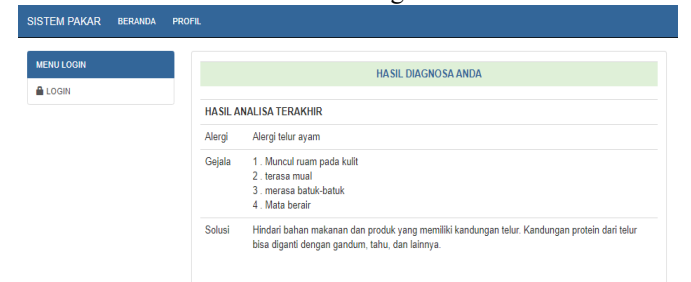 SISTEM PAKAR BERANDA PROFIL
MENU LOGIN
LOGIN
HASIL DIAGNOSA ANDA
HASIL ANALISA TERAKHIR
Alergi Alergi telur ayam
Gejala 1 . Muncul ruam pada kulit
2 . terasa mual
3 . merasa batuk-batuk
4 . Mata berair
Solusi Hindari bahan makanan dan produk yang memiliki kandungan telur. Kandungan protein dari telur
bisa diganti dengan gandum, tahu, dan lainnya.